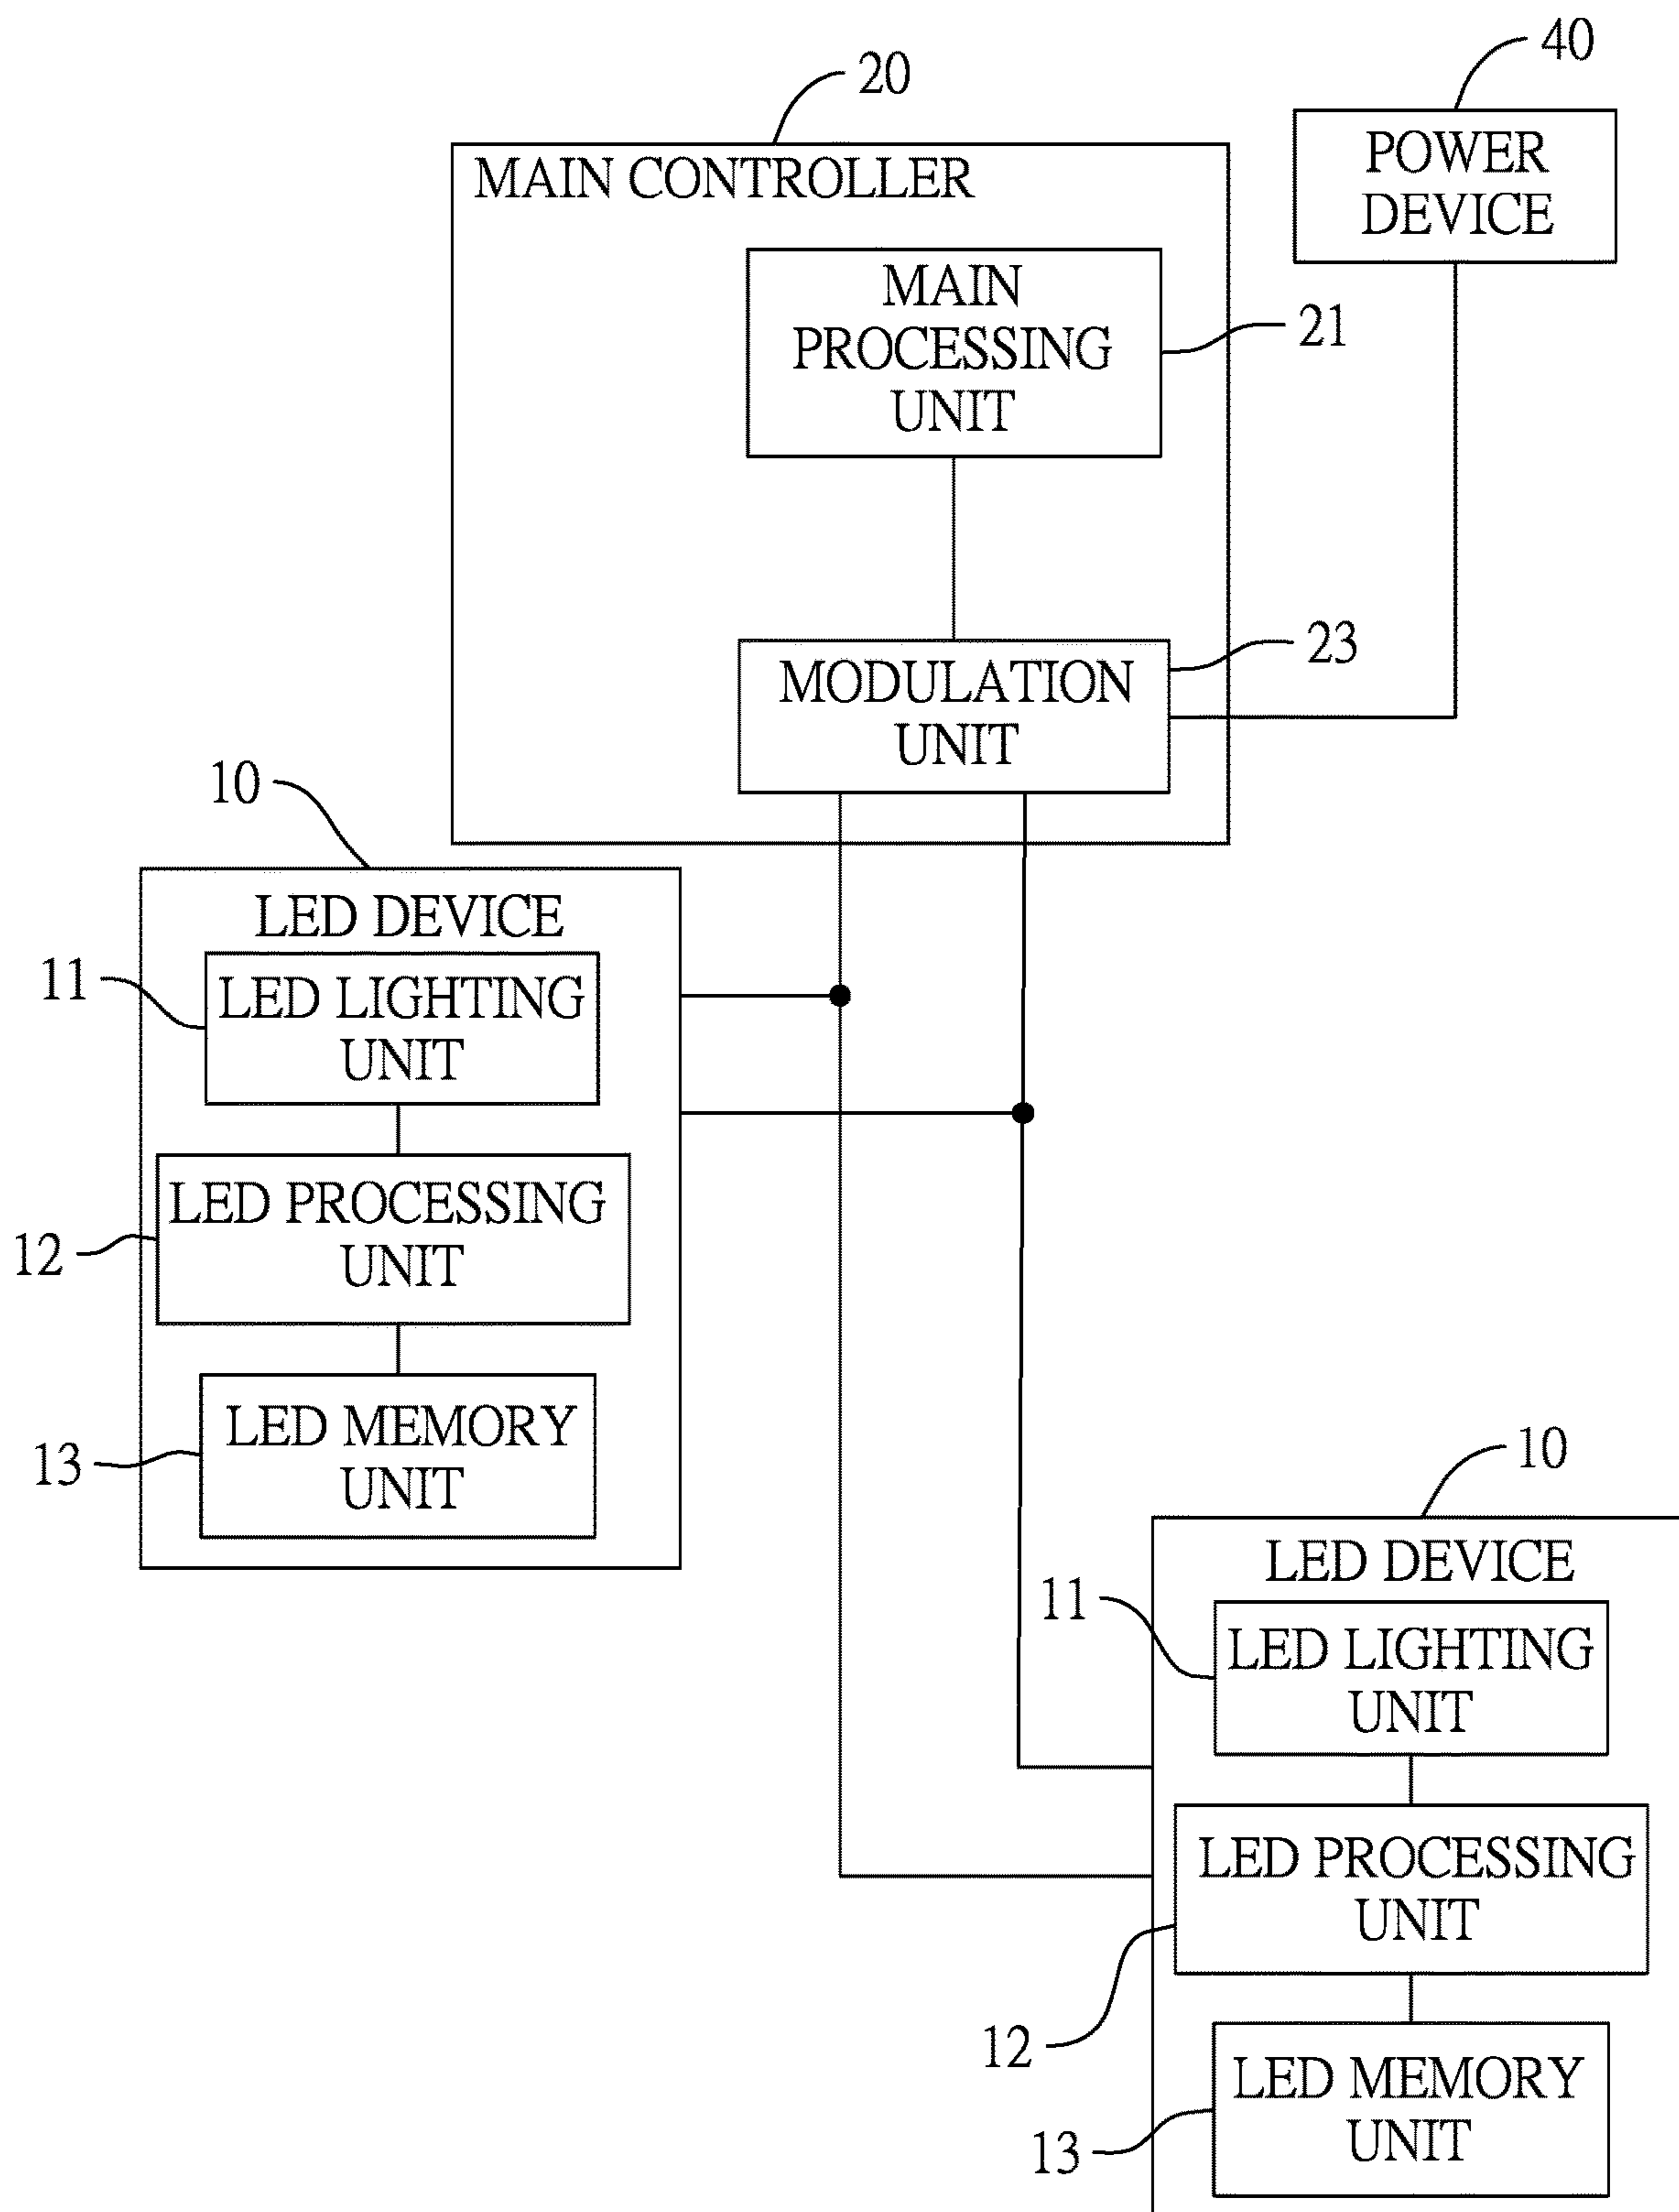 20
40
MAIN CONTROLLER
POWER
DEVICE
MAIN
PROCESSING
UNIT
21
23
MODULATION
UNIT
10
LED DEVICE
11
LED LIGHTING
UNIT
12
LED PROCESSING
UNIT
13
LED MEMORY
UNIT
10
LED DEVICE
11
LED LIGHTING
UNIT
LED PROCESSING
UNIT
12
LED MEMORY
UNIT
13